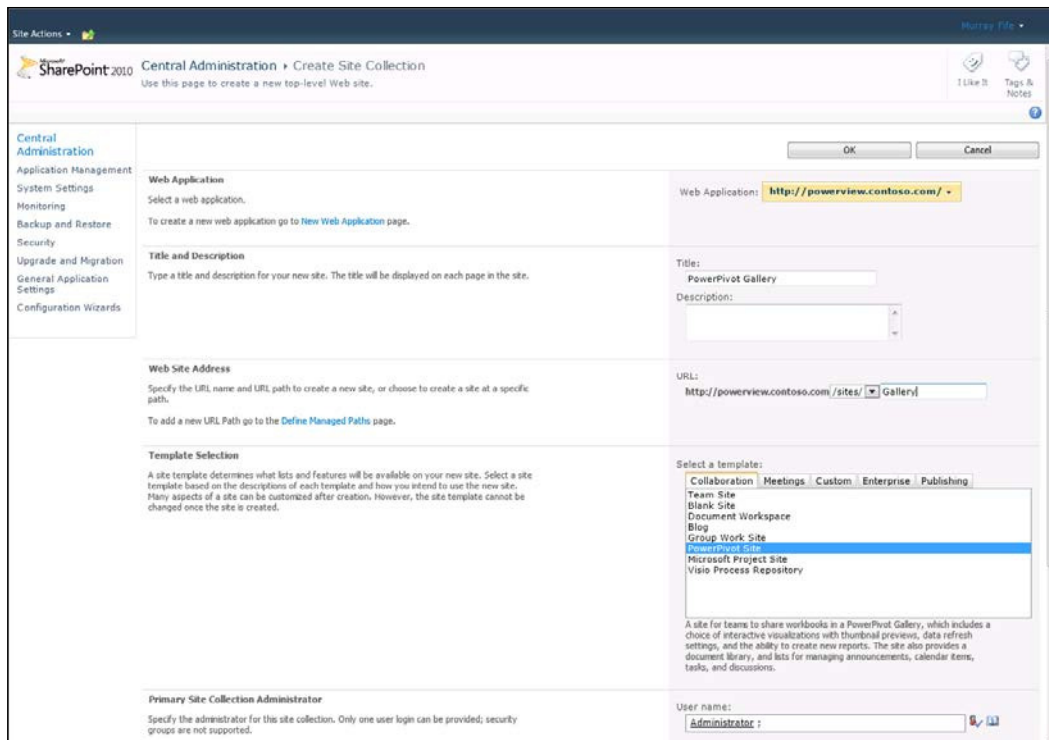 Murray Fife
Site Actions
Microsoft
SharePoint 2010
Central Administration ▸ Create Site Collection
Use this page to create a new top-level Web site.
I Like It
Tags & Notes
Central Administration
Application Management
System Settings
Monitoring
Backup and Restore
Security
Upgrade and Migration
General Application Settings
Configuration Wizards
OK
Cancel
Web Application
Select a web application.
To create a new web application go to New Web Application page.
Web Application: http://powerview.contoso.com/
Title and Description
Type a title and description for your new site. The title will be displayed on each page in the site.
Title:
PowerPivot Gallery
Description:
Web Site Address
Specify the URL name and URL path to create a new site, or choose to create a site at a specific
path.
To add a new URL Path go to the Define Managed Paths page.
URL:
http://powerview.contoso.com /sites/ Gallery
Template Selection
A site template determines what lists and features will be available on your new site. Select a site
template based on the descriptions of each template and how you intend to use the new site.
Many aspects of a site can be customized after creation. However, the site template cannot be
changed once the site is created.
Select a template:
Collaboration Meetings Custom Enterprise Publishing
Team Site
Blank Site
Document Workspace
Blog
Group Work Site
PowerPivot Site
Microsoft Project Site
Visio Process Repository
A site for teams to share workbooks in a PowerPivot Gallery, which includes a
choice of interactive visualizations with thumbnail previews, data refresh
settings, and the ability to create new reports. The site also provides a
document library, and lists for managing announcements, calendar items,
tasks, and discussions.
Primary Site Collection Administrator
Specify the administrator for this site collection. Only one user login can be provided; security
groups are not supported.
User name:
Administrator ;